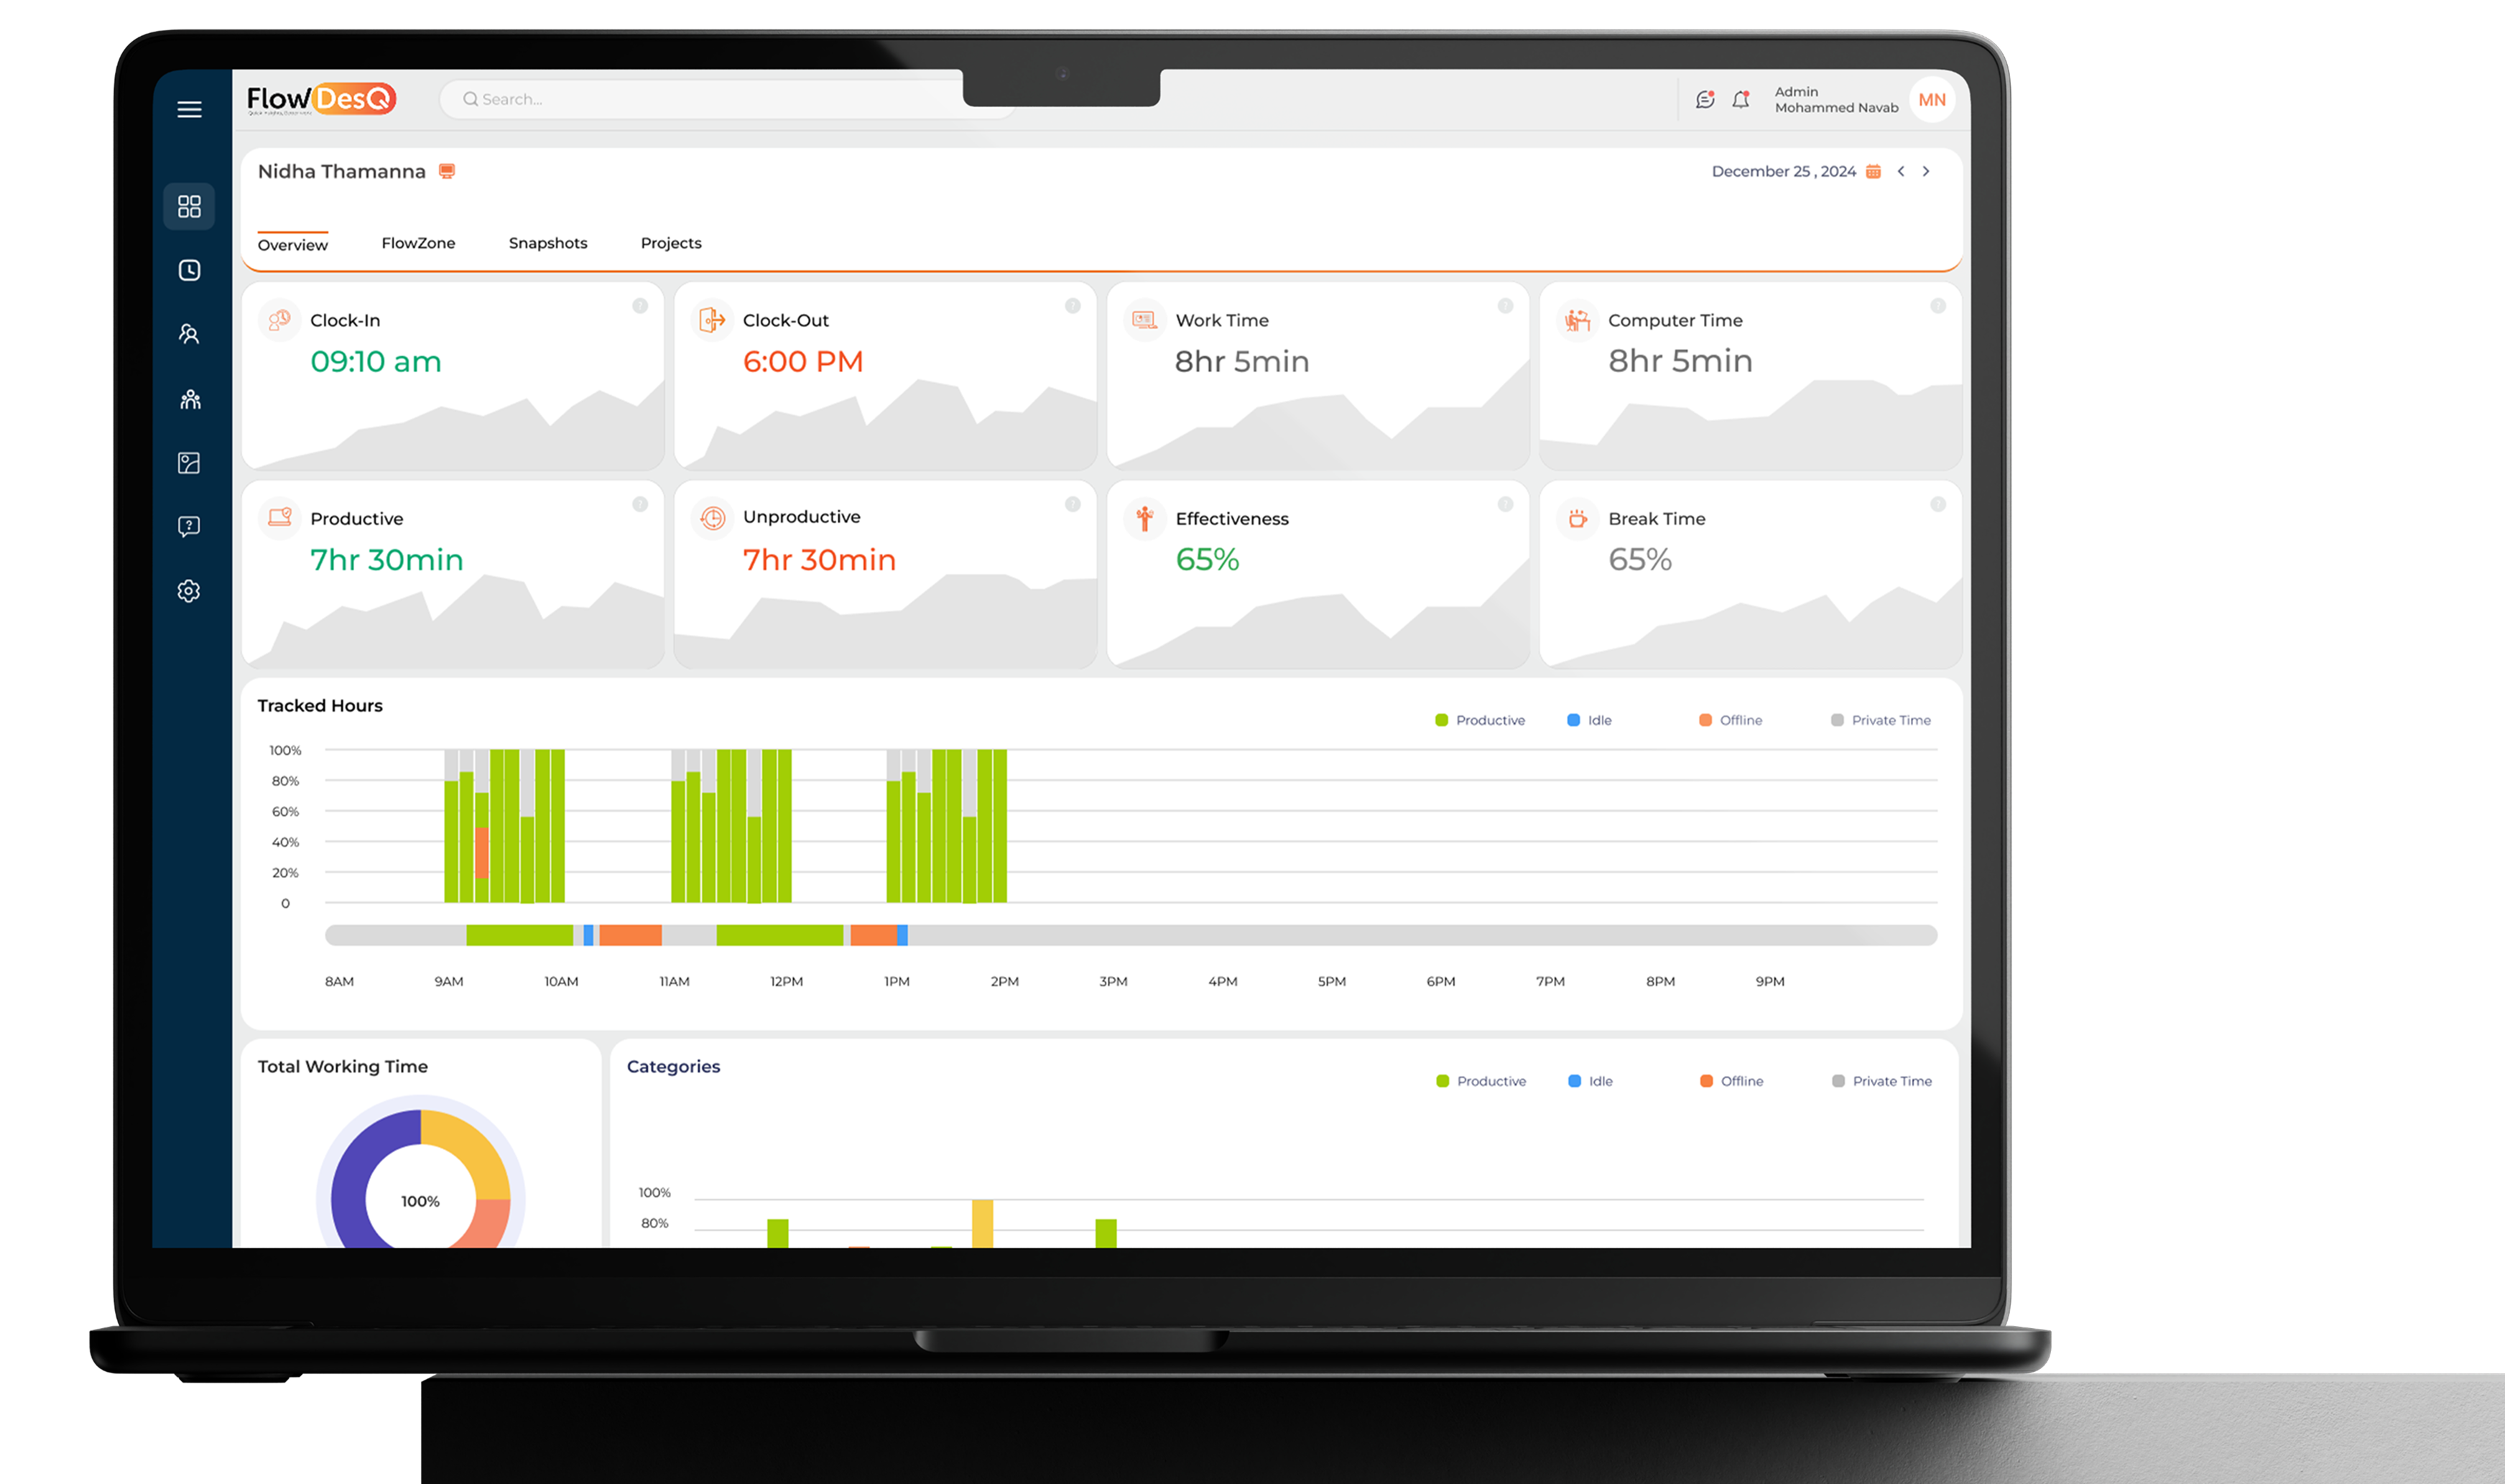 FlowDesQ
Search...
Admin
Mohammed Navab
MN
Nidha Thamanna
December 25 , 2024
Overview
FlowZone
Snapshots
Projects
Clock-In
09:10 am
Clock-Out
6:00 PM
Work Time
8hr 5min
Computer Time
8hr 5min
Productive
7hr 30min
Unproductive
7hr 30min
Effectiveness
65%
Break Time
65%
Tracked Hours
Productive
Idle
Offline
Private Time
100%
80%
60%
40%
20%
0
8AM
9AM
10AM
11AM
12PM
1PM
2PM
3PM
4PM
5PM
6PM
7PM
8PM
9PM
Total Working Time
100%
Categories
Productive
Idle
Offline
Private Time
100%
80%